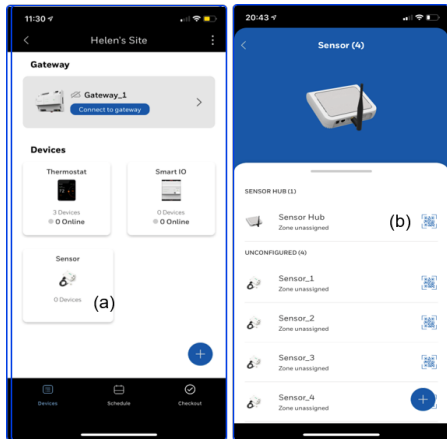 11:30
Helen's Site
Gateway
Gateway_1
Connect to gateway
Devices
Thermostat
3 Devices
0 Online
Smart IO
0 Devices
0 Online
Sensor
0 Devices
(a)
Devices
Schedule
Checkout
20:43
Sensor (4)
SENSOR HUB (1)
Sensor Hub
Zone unassigned
(b)
UNCONFIGURED (4)
Sensor_1
Zone unassigned
Sensor_2
Zone unassigned
Sensor_3
Zone unassigned
Sensor_4
Zone unassigned